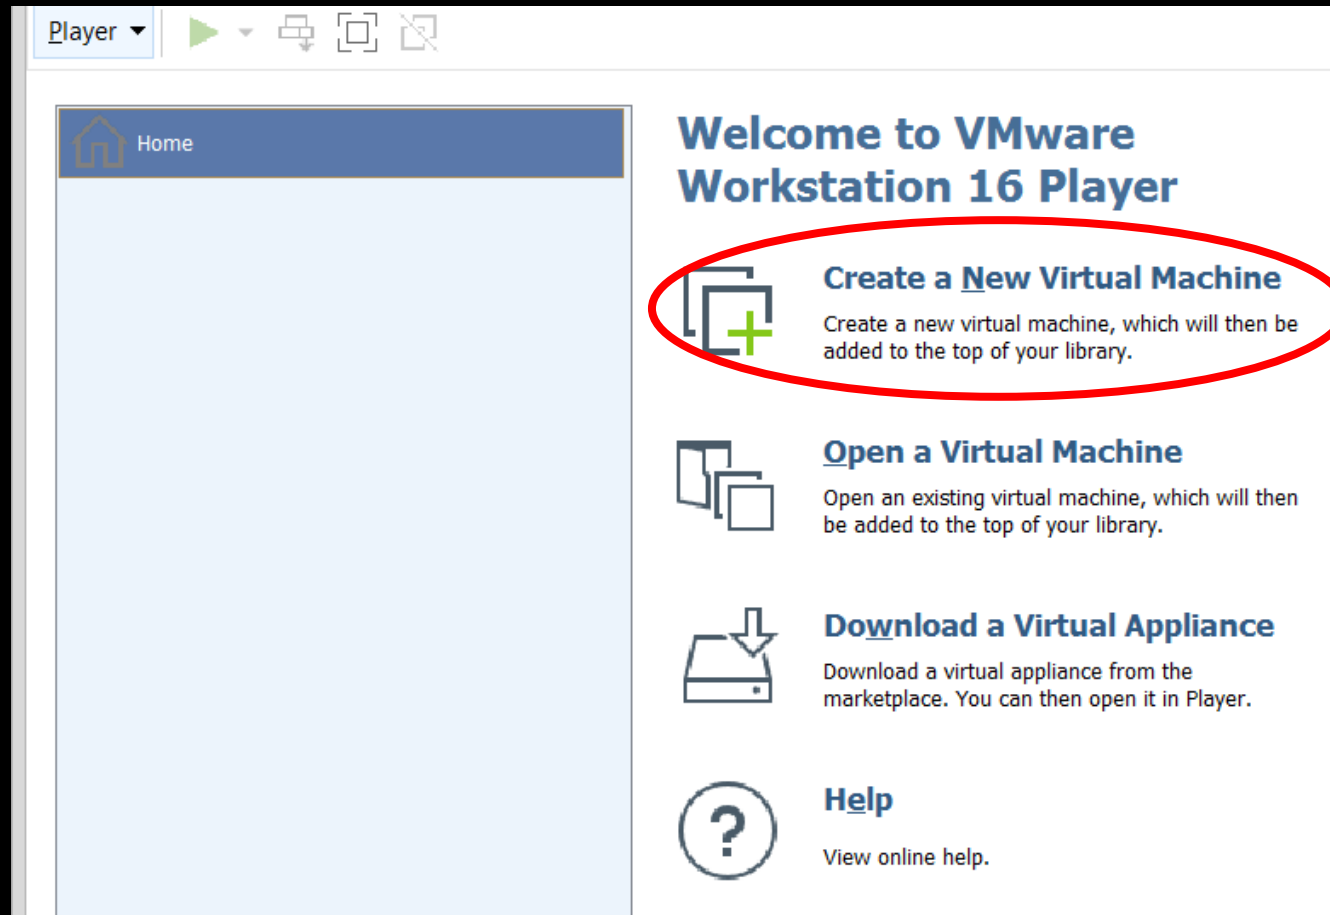 Player
Home
Welcome to VMware
Workstation 16 Player
Create a New Virtual Machine
Create a new virtual machine, which will then be
added to the top of your library.
Open a Virtual Machine
Open an existing virtual machine, which will then
be added to the top of your library.
Download a Virtual Appliance
Download a virtual appliance from the
marketplace. You can then open it in Player.
?
Help
View online help.